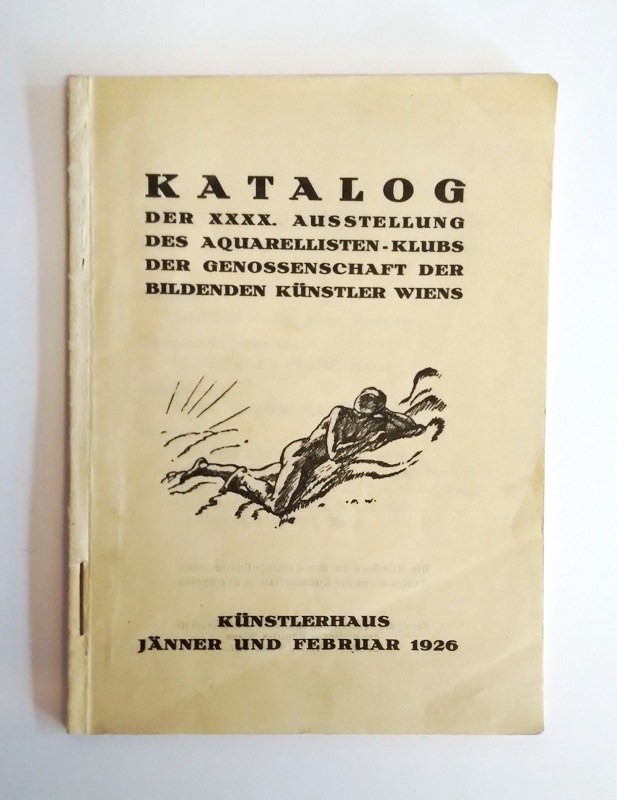 KATALOG
DER XXXX. AUSSTELLUNG
DES AQUARELLISTEN-KLUBS
DER GENOSSENSCHAFT DER
BILDENDEN KÜNSTLER WIENS
KÜNSTLERHAUS
JÄNNER UND FEBRUAR 1926